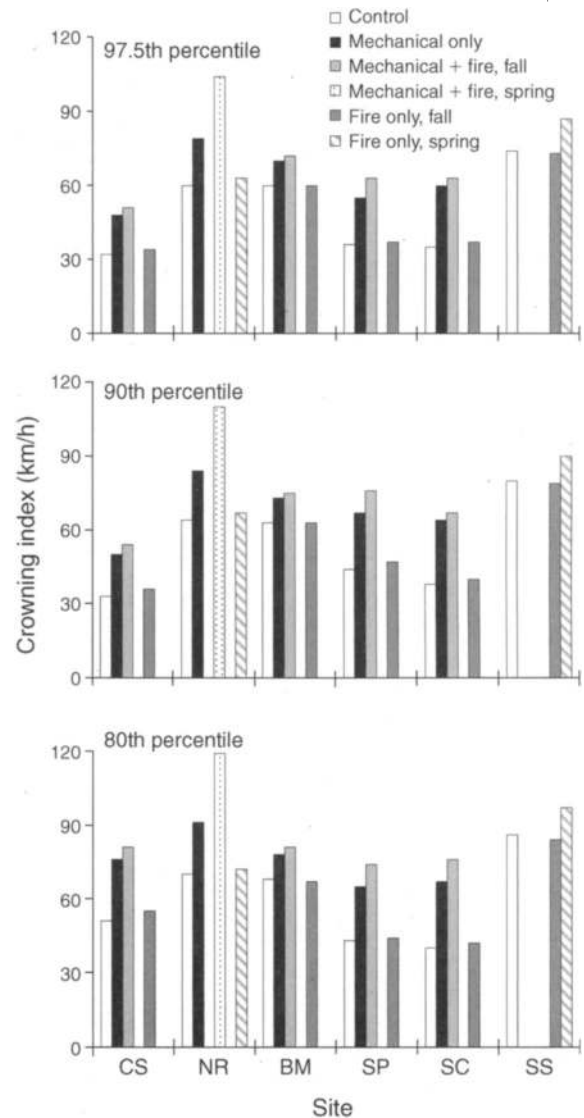 Control
Mechanical only
Mechanical + fire, fall
Mechanical + fire, spring
Fire only, fall
Fire only, spring
97.5th percentile
120
90
60
30
0
90th percentile
120
90
60
30
0
Crowning index (km/h)
80th percentile
120
90
60
30
0
CS NR BM SP SC SS
Site